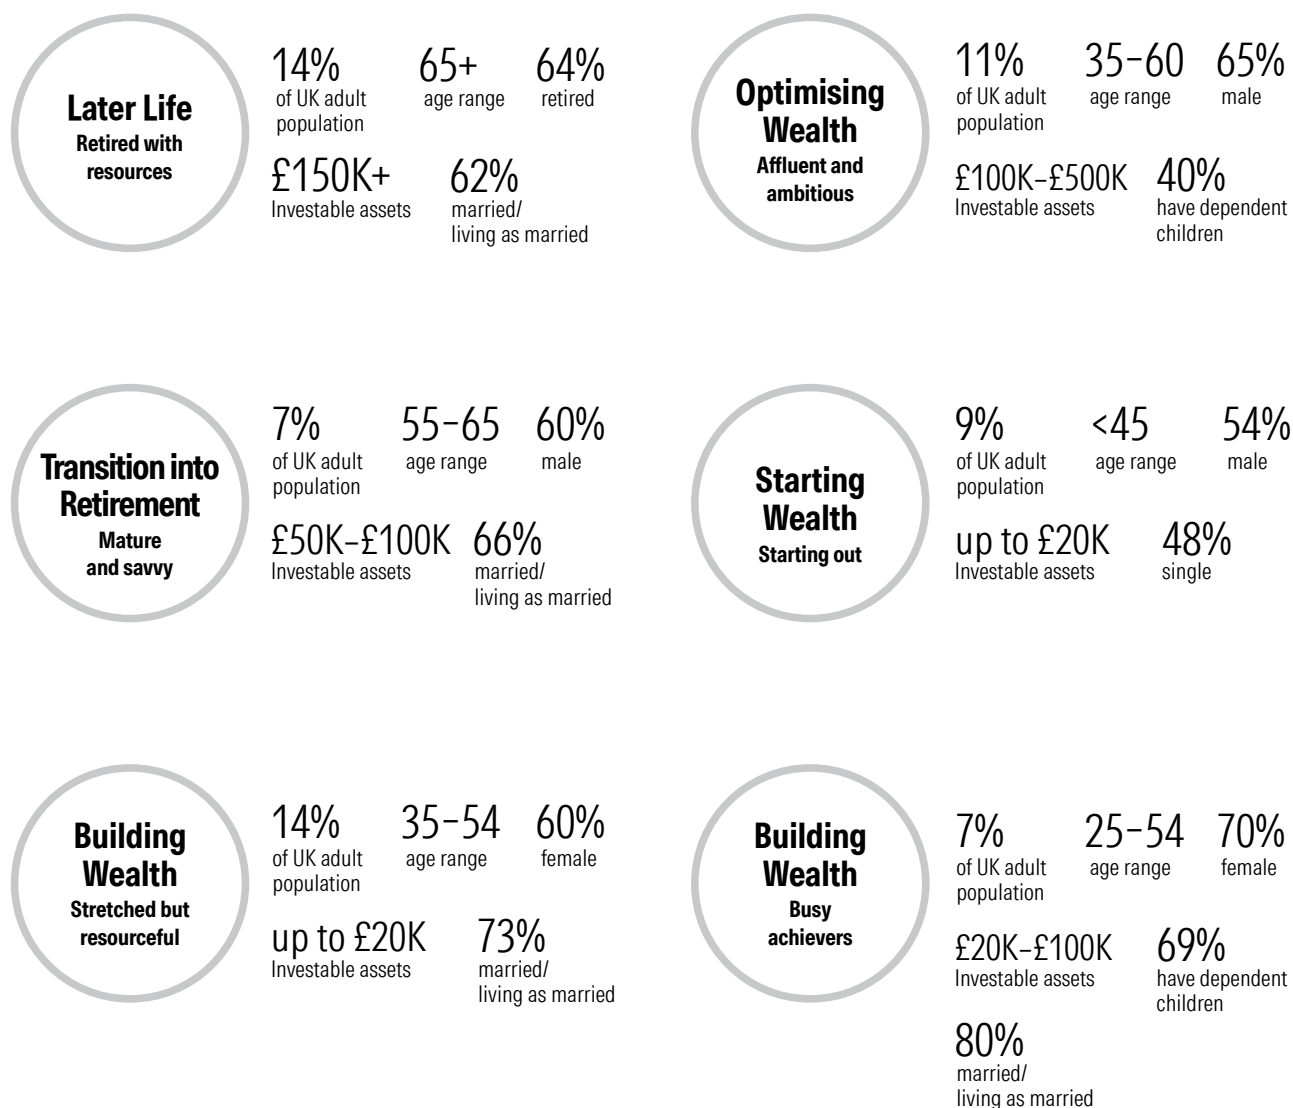 Later Life
Retired with
resources
14%
of UK adult
population
65+
age range
64%
retired
£150K+
Investable assets
62%
married/
living as married
Optimising
Wealth
Affluent and
ambitious
11%
of UK adult
population
35–60
age range
65%
male
£100K–£500K
Investable assets
40%
have dependent
children
Transition into
Retirement
Mature
and savvy
7%
of UK adult
population
55–65
age range
60%
male
£50K–£100K
Investable assets
66%
married/
living as married
Starting
Wealth
Starting out
9%
of UK adult
population
<45
age range
54%
male
up to £20K
Investable assets
48%
single
Building
Wealth
Stretched but
resourceful
14%
of UK adult
population
35–54
age range
60%
female
up to £20K
Investable assets
73%
married/
living as married
Building
Wealth
Busy
achievers
7%
of UK adult
population
25–54
age range
70%
female
£20K–£100K
Investable assets
69%
have dependent
children
80%
married/
living as married